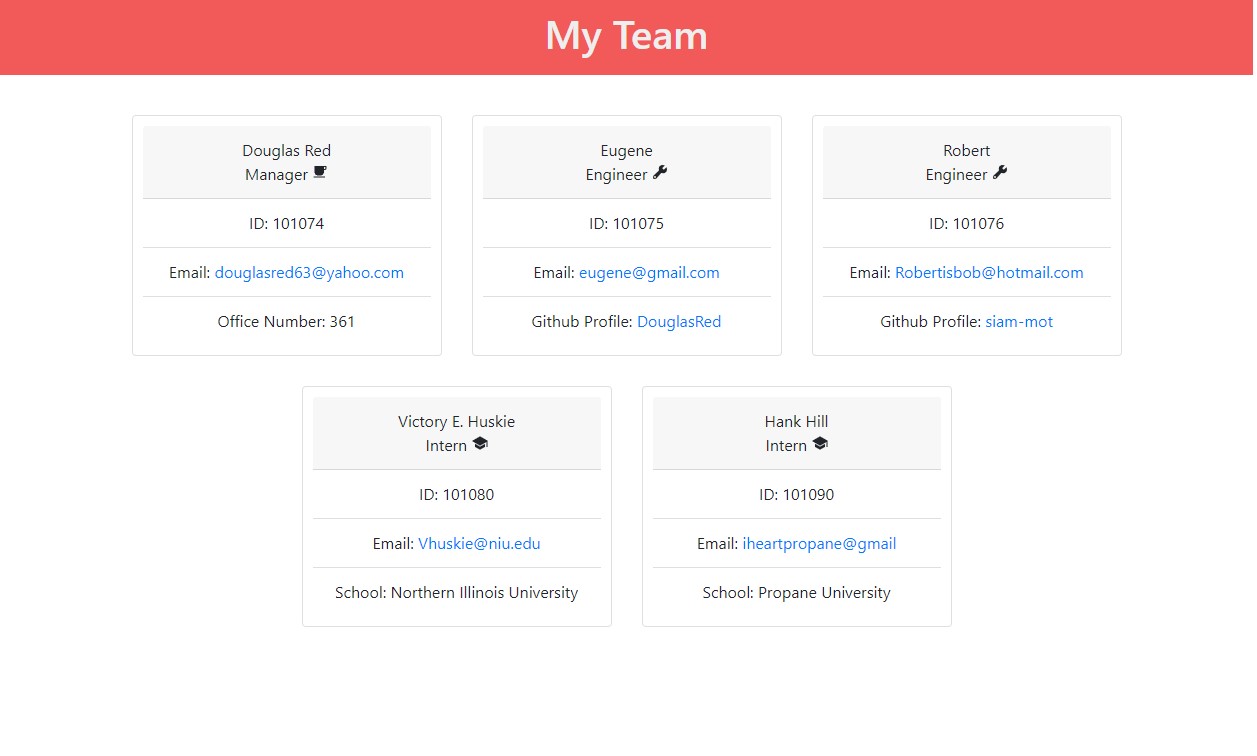 My Team
Douglas Red
Manager
ID: 101074
Email: douglasred63@yahoo.com
Office Number: 361
Eugene
Engineer
ID: 101075
Email: eugene@gmail.com
Github Profile: DouglasRed
Robert
Engineer
ID: 101076
Email: Robertisbob@hotmail.com
Github Profile: siam-mot
Victory E. Huskie
Intern
ID: 101080
Email: Vhuskie@niu.edu
School: Northern Illinois University
Hank Hill
Intern
ID: 101090
Email: iheartpropane@gmail
School: Propane University